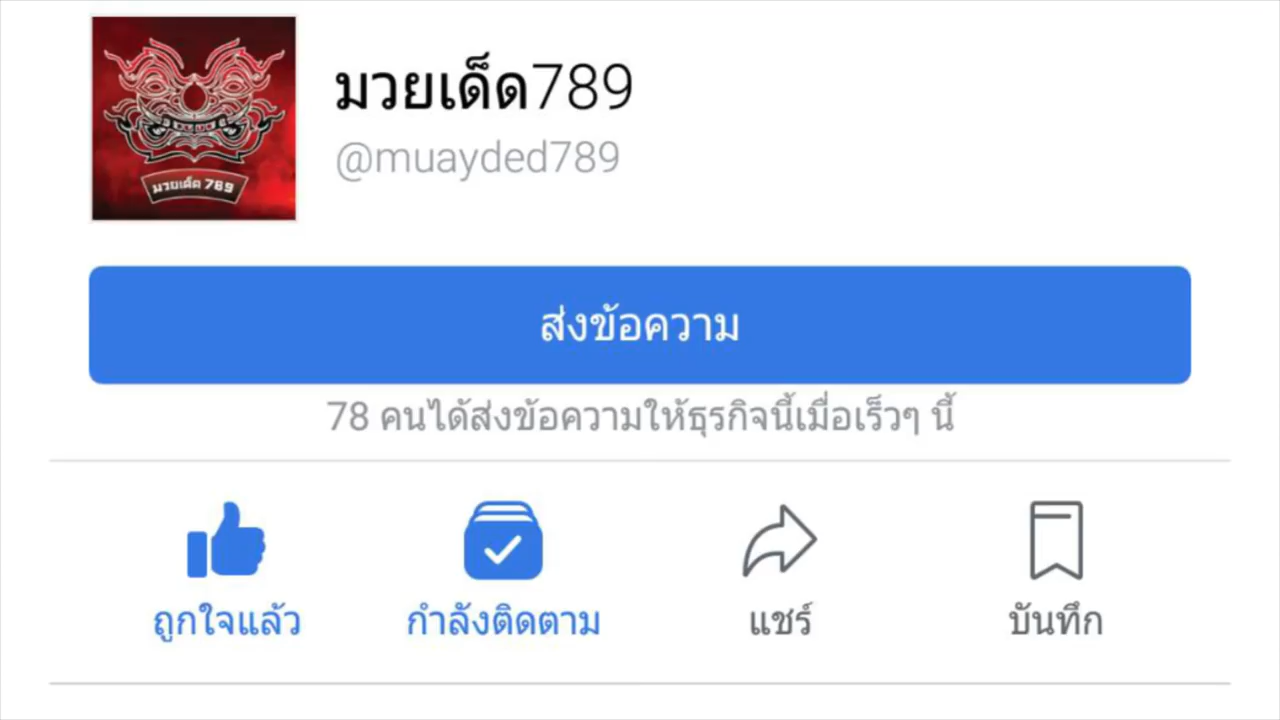 มวยเด็ด789
@muayded789
มวยเด็ด 789
ส่งข้อความ
78 คนได้ส่งข้อความให้ธุรกิจนี้เมื่อเร็วๆ นี้
ถูกใจแล้ว
กำลังติดตาม
แชร์
บันทึก